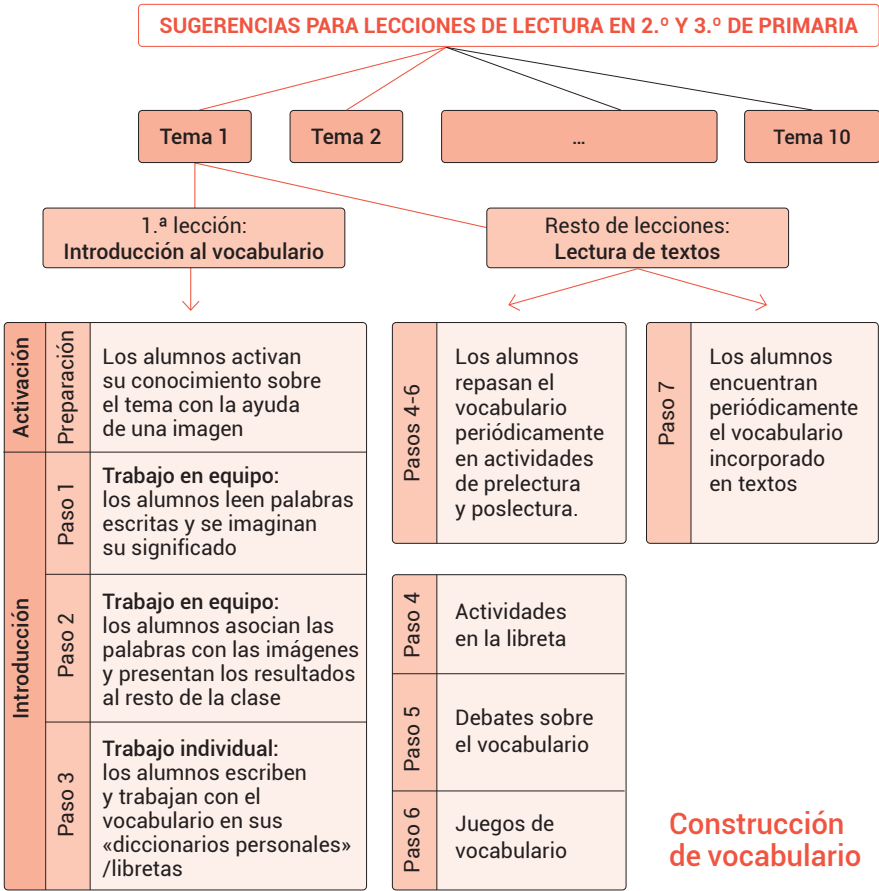 SUGERENCIAS PARA LECCIONES DE LECTURA EN 2.º Y 3.º DE PRIMARIA
Tema 1
Tema 2
...
Tema 10
1.ª lección:
Introducción al vocabulario
Resto de lecciones:
Lectura de textos
Activación
Preparación
Los alumnos activan
su conocimiento sobre
el tema con la ayuda
de una imagen
Introducción
Paso 1
Trabajo en equipo:
los alumnos leen palabras
escritas y se imaginan
su significado
Paso 2
Trabajo en equipo:
los alumnos asocian las
palabras con las imágenes
y presentan los resultados
al resto de la clase
Paso 3
Trabajo individual:
los alumnos escriben
y trabajan con el
vocabulario en sus
«diccionarios personales»
/libretas
Pasos 4-6
Los alumnos
repasan el
vocabulario
periódicamente
en actividades
de prelectura
y poslectura.
Paso 7
Los alumnos
encuentran
periódicamente
el vocabulario
incorporado
en textos
Paso 4
Actividades
en la libreta
Paso 5
Debates sobre
el vocabulario
Paso 6
Juegos de
vocabulario
Construcción
de vocabulario